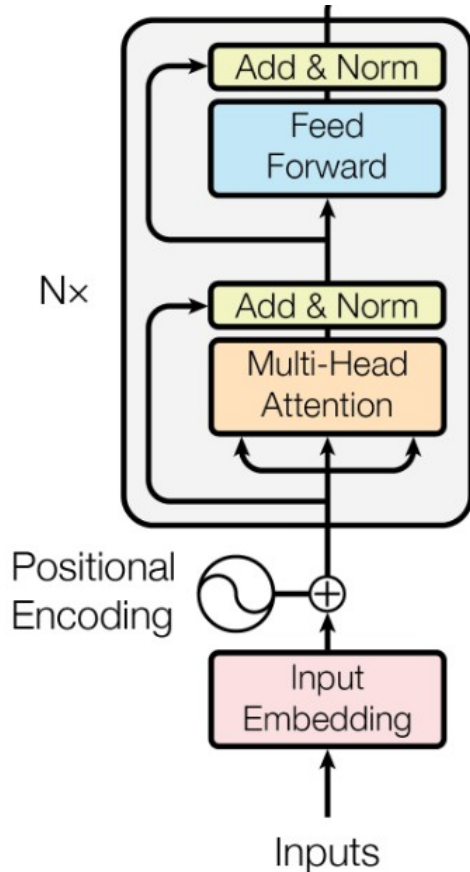 Add & Norm
Feed
Forward
N×
Add & Norm
Multi-Head
Attention
Positional
Encoding
Input
Embedding
Inputs